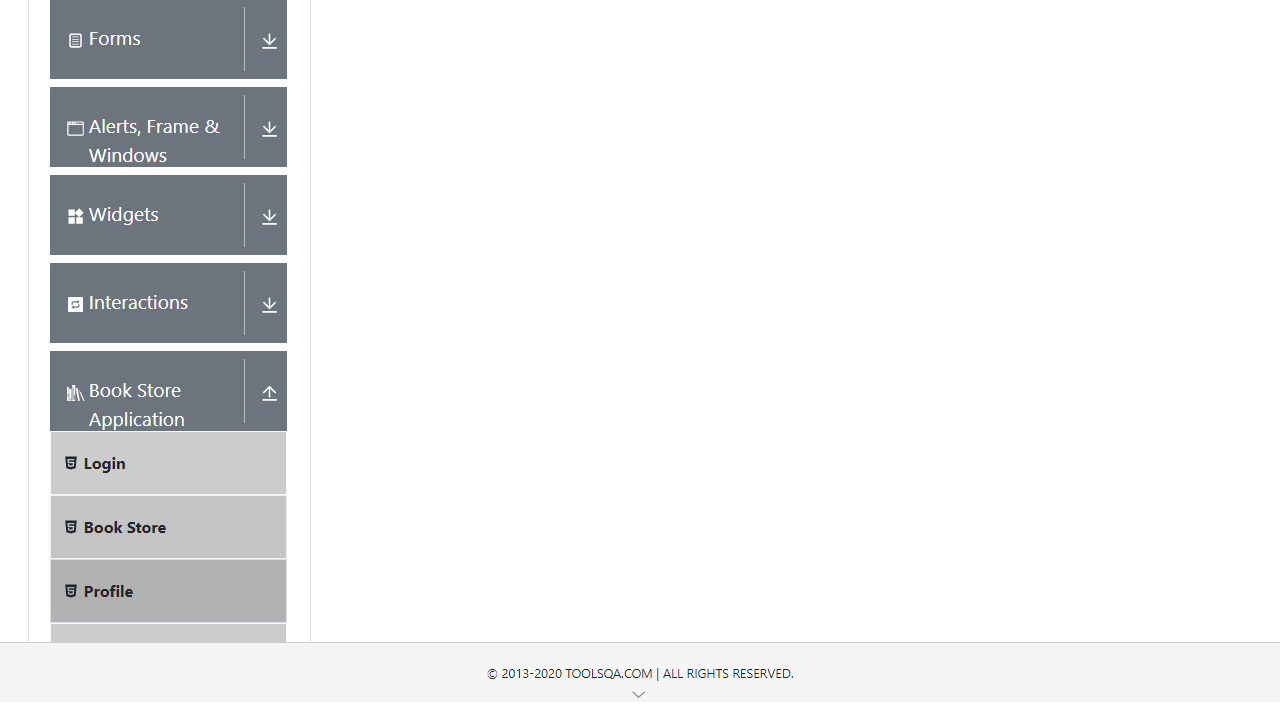 Forms
Alerts, Frame &
Windows
Widgets
Interactions
Book Store
Application
Login
Book Store
Profile
© 2013-2020 TOOLSQA.COM | ALL RIGHTS RESERVED.